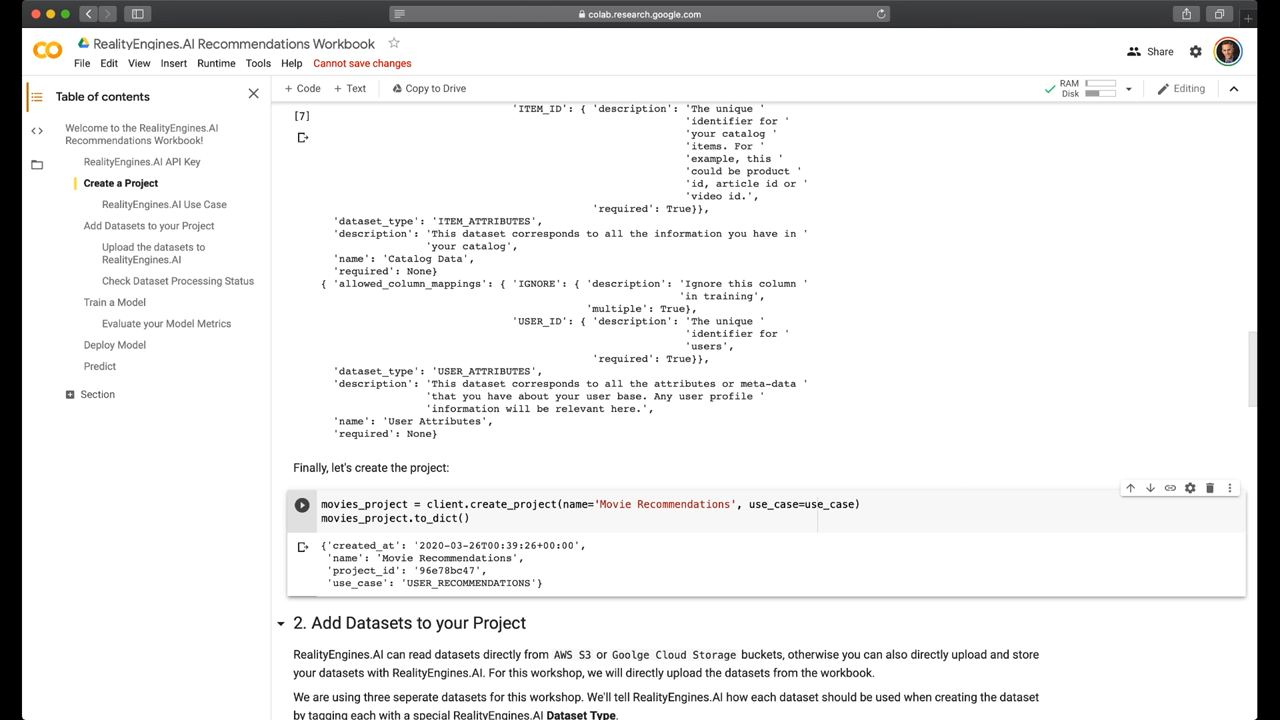 colab.research.google.com
RealityEngines.AI Recommendations Workbook
File Edit View Insert Runtime Tools Help Cannot save changes
Share
Table of contents
+ Code + Text Copy to Drive
RAM
Disk
Editing
Welcome to the RealityEngines.AI
Recommendations Workbook!
RealityEngines.AI API Key
Create a Project
RealityEngines.AI Use Case
Add Datasets to your Project
Upload the datasets to
RealityEngines.AI
Check Dataset Processing Status
Train a Model
Evaluate your Model Metrics
Deploy Model
Predict
Section
[7]
'ITEM_ID': { 'description': 'The unique '
'identifier for '
'your catalog '
'items. For '
'example, this '
'could be product '
'id, article id or '
'video id.',
'required': True}},
'dataset_type': 'ITEM_ATTRIBUTES',
'description': 'This dataset corresponds to all the information you have in '
'your catalog',
'name': 'Catalog Data',
'required': None}
{ 'allowed_column_mappings': { 'IGNORE': { 'description': 'Ignore this column '
'in training',
'multiple': True},
'USER_ID': { 'description': 'The unique '
'identifier for '
'users',
'required': True}},
'dataset_type': 'USER_ATTRIBUTES',
'description': 'This dataset corresponds to all the attributes or meta-data '
'that you have about your user base. Any user profile '
'information will be relevant here.',
'name': 'User Attributes',
'required': None}
Finally, let's create the project:
movies_project = client.create_project(name='Movie Recommendations', use_case=use_case)
movies_project.to_dict()
{'created_at': '2020-03-26T00:39:26+00:00',
'name': 'Movie Recommendations',
'project_id': '96e78bc47',
'use_case': 'USER_RECOMMENDATIONS'}
2. Add Datasets to your Project
RealityEngines.AI can read datasets directly from AWS S3 or Goolge Cloud Storage buckets, otherwise you can also directly upload and store
your datasets with RealityEngines.AI. For this workshop, we will directly upload the datasets from the workbook.
We are using three seperate datasets for this workshop. We'll tell RealityEngines.AI how each dataset should be used when creating the dataset
by tagging each with a special RealityEngines.AI Dataset Type.